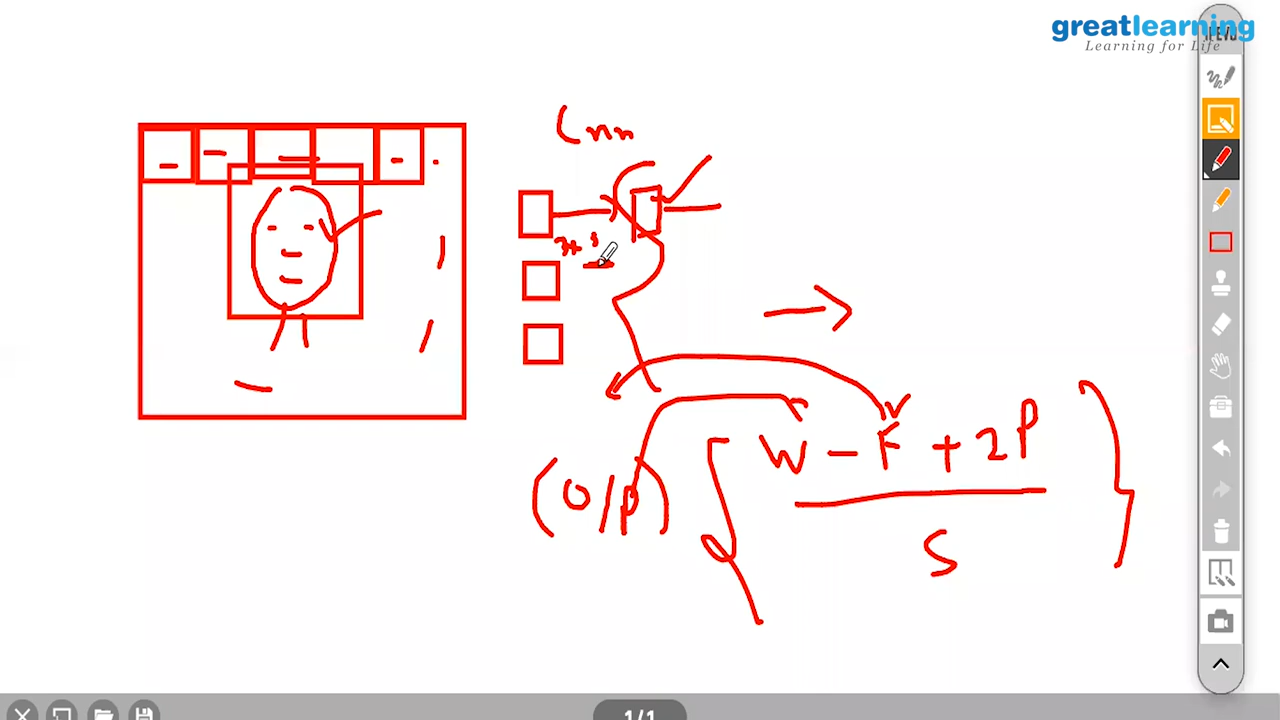 greatlearning
Learning for Life
Cnn
(O/P)
W - F + 2P
S
1/1